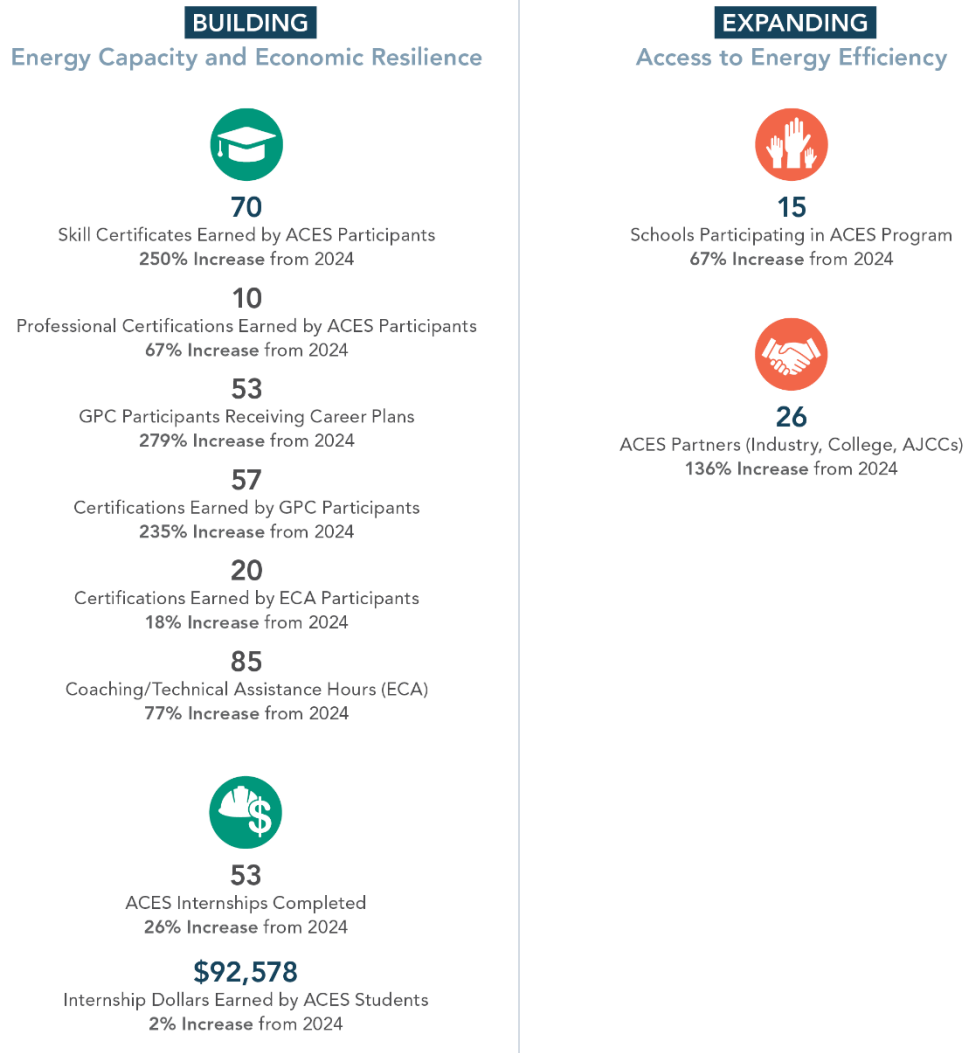 BUILDING
Energy Capacity and Economic Resilience
70
Skill Certificates Earned by ACES Participants
250% Increase from 2024
10
Professional Certifications Earned by ACES Participants
67% Increase from 2024
53
GPC Participants Receiving Career Plans
279% Increase from 2024
57
Certifications Earned by GPC Participants
235% Increase from 2024
20
Certifications Earned by ECA Participants
18% Increase from 2024
85
Coaching/Technical Assistance Hours (ECA)
77% Increase from 2024
$
53
ACES Internships Completed
26% Increase from 2024
$92,578
Internship Dollars Earned by ACES Students
2% Increase from 2024
EXPANDING
Access to Energy Efficiency
15
Schools Participating in ACES Program
67% Increase from 2024
26
ACES Partners (Industry, College, AJCCs)
136% Increase from 2024